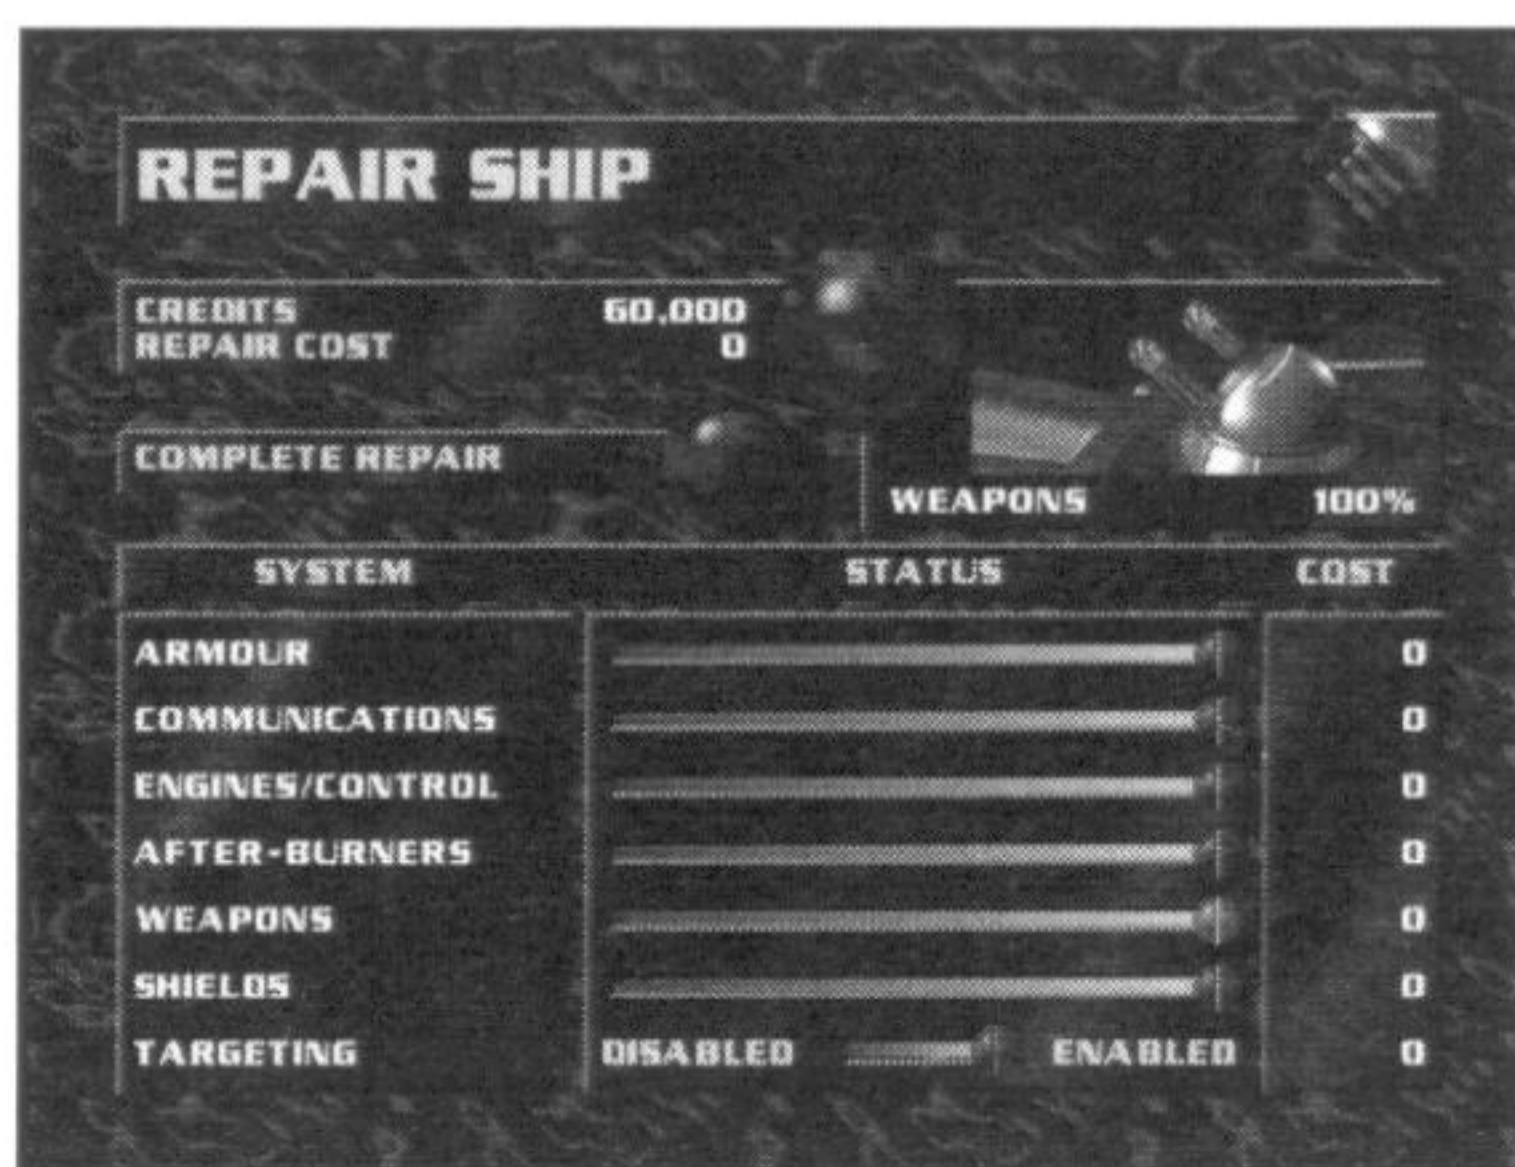 REPAIR SHIP
CREDITS 60,000
REPAIR COST 0
COMPLETE REPAIR
WEAPONS 100%
SYSTEM STATUS COST
ARMOUR 0
COMMUNICATIONS 0
ENGINES/CONTROL 0
AFTER-BURNERS 0
WEAPONS 0
SHIELDS 0
TARGETING DISABLED ENABLED 0